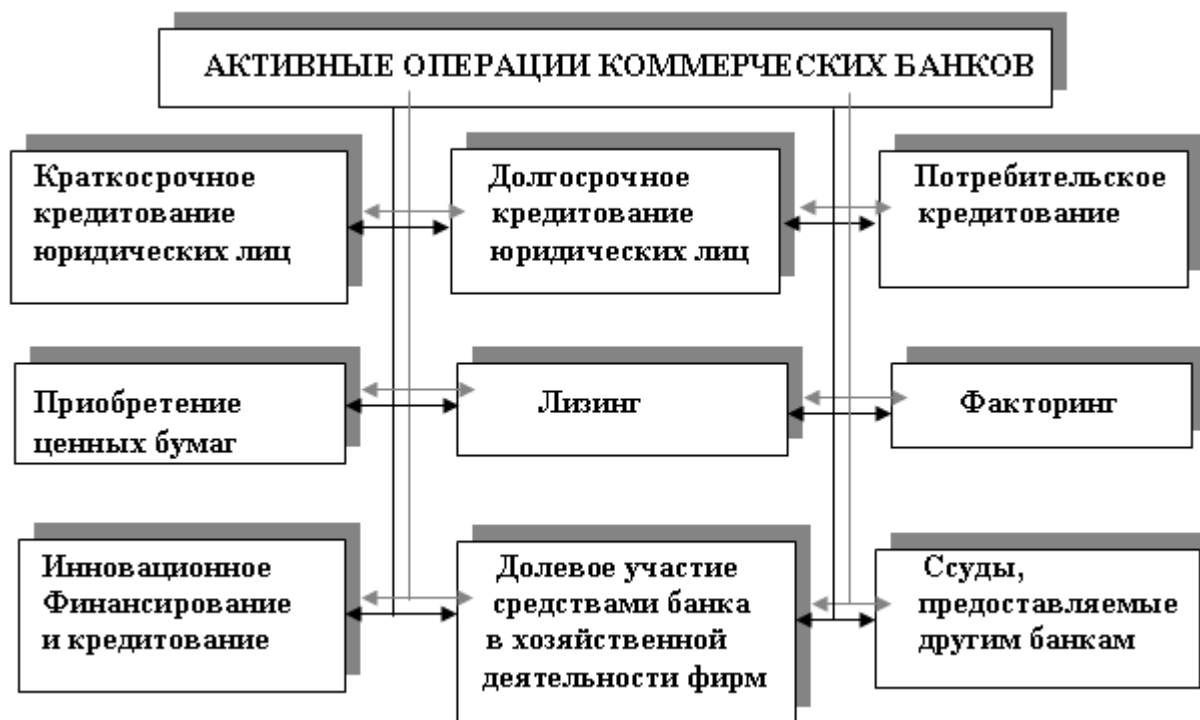 АКТИВНЫЕ ОПЕРАЦИИ КОММЕРЧЕСКИХ БАНКОВ
Краткосрочное
кредитование
юридических лиц
Долгосрочное
кредитование
юридических лиц
Потребительское
кредитование
Приобретение
ценных бумаг
Лизинг
Факторинг
Инновационное
Финансирование
и кредитование
Долевое участие
средствами банка
в хозяйственной
деятельности фирм
Ссуды,
предоставляемые
другим банкам